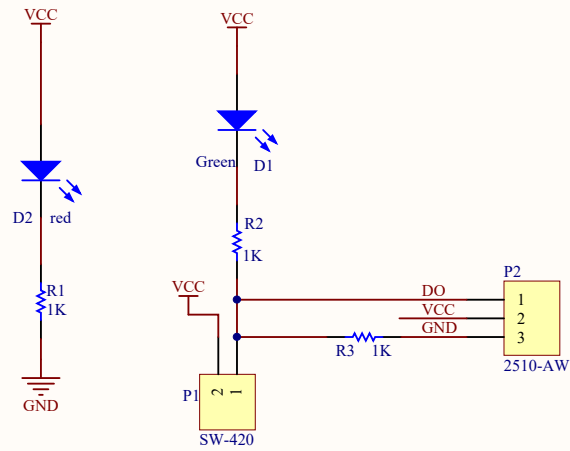 VCC
VCC
Green D1
D2 red
R2
1K
R1
1K
VCC
P2
DO
1
VCC
2
GND
3
R3 1K
2510-AW
P1
2
1
GND
SW-420